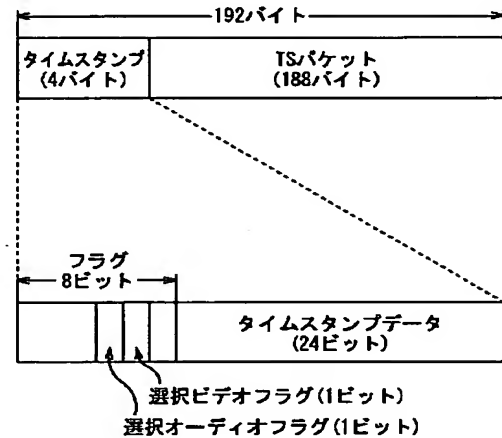 192バイト
タイムスタンプ
(4バイト)
TSパケット
(188バイト)
フラグ
8ビット
タイムスタンプデータ
(24ビット)
選択ビデオフラグ(1ビット)
選択オーディオフラグ(1ビット)